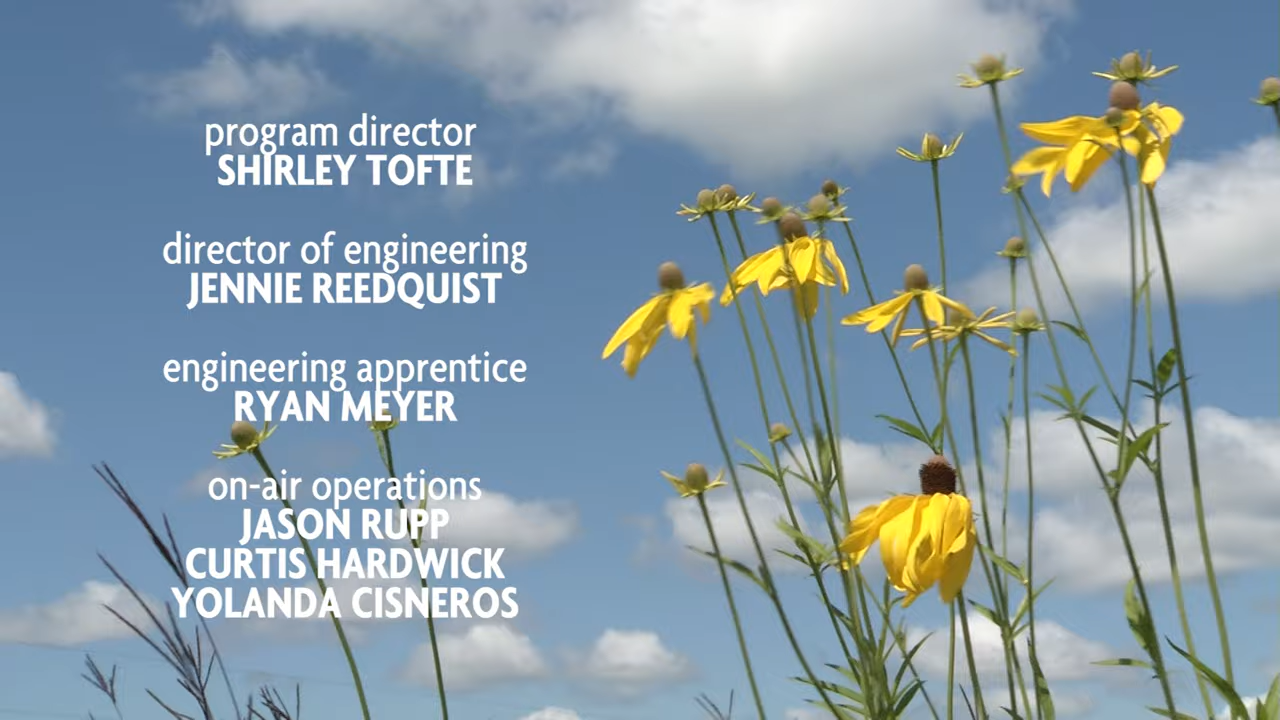 program director
SHIRLEY TOFTE
director of engineering
JENNIE REEDQUIST
engineering apprentice
RYAN MEYER
on-air operations
JASON RUPP
CURTIS HARDWICK
YOLANDA CISNEROS